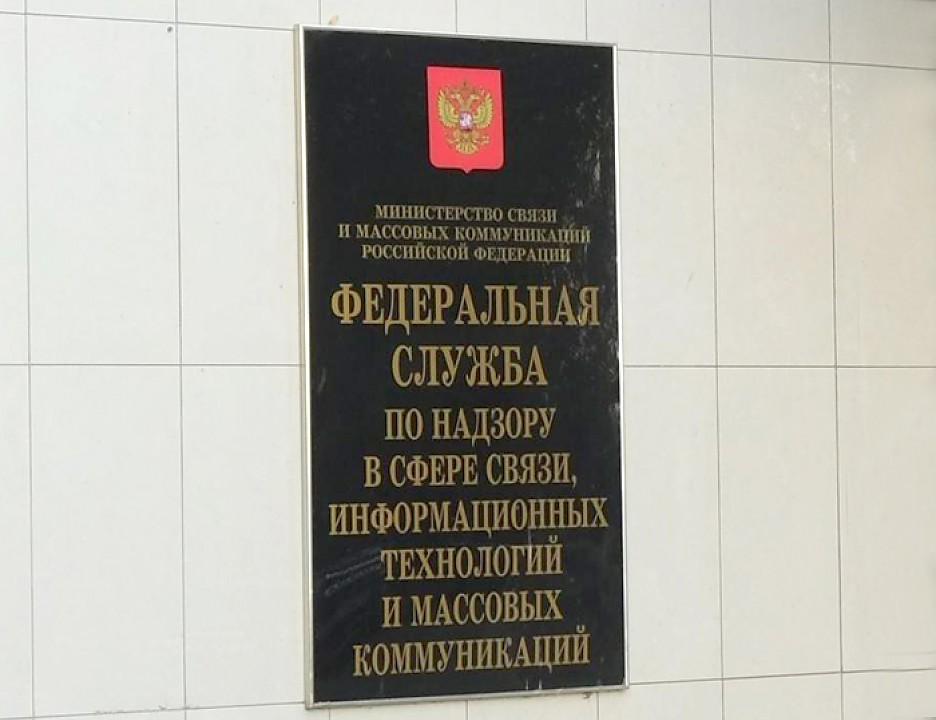 МИНИСТЕРСТВО СВЯЗИ
И МАССОВЫХ КОММУНИКАЦИЙ
РОССИЙСКОЙ ФЕДЕРАЦИИ
ФЕДЕРАЛЬНАЯ
СЛУЖБА
ПО НАДЗОРУ
В СФЕРЕ СВЯЗИ,
ИНФОРМАЦИОННЫХ
ТЕХНОЛОГИЙ
И МАССОВЫХ
КОММУНИКАЦИЙ